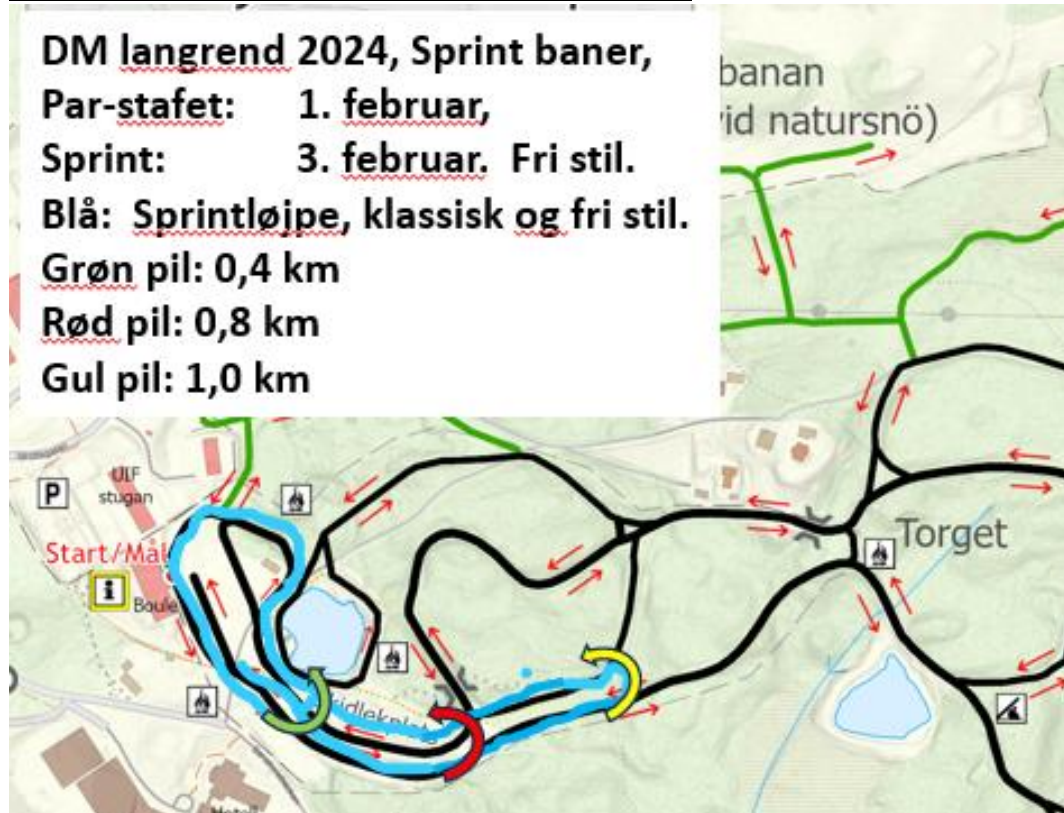 DM langrend 2024, Sprint baner,
Par-stafet: 1. februar,
Sprint: 3. februar. Fri stil.
Blå: Sprintløjpe, klassisk og fri stil.
Grøn pil: 0,4 km
Rød pil: 0,8 km
Gul pil: 1,0 km
banan
vid natursnö)
P
ULF
stugan
Start/Mål
i
Boule
Torget